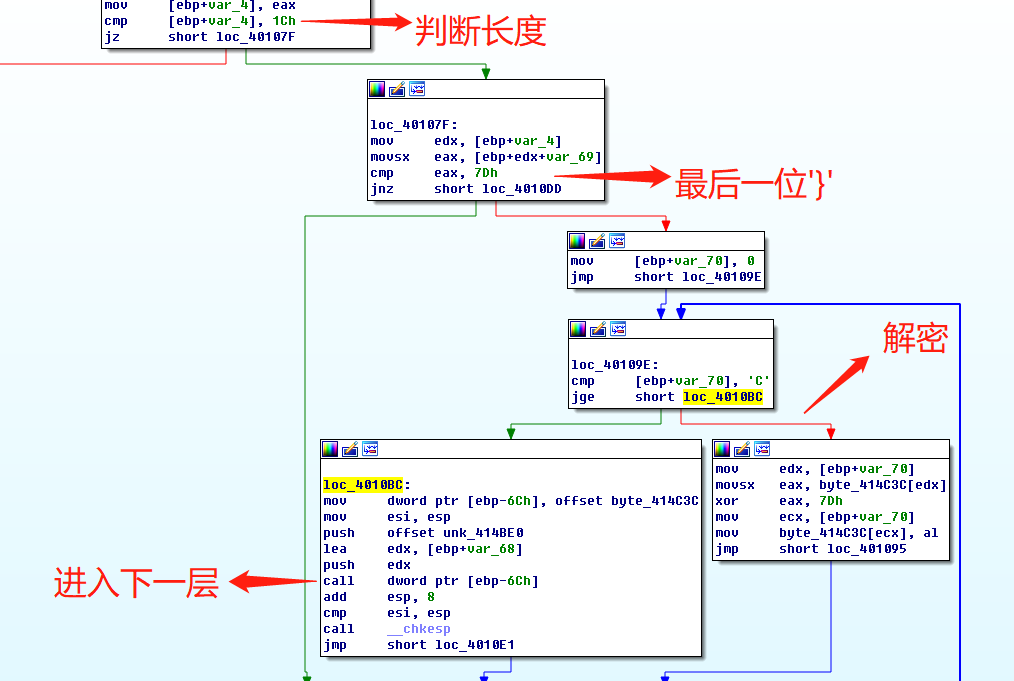 mov [ebp+var_4], eax
cmp [ebp+var_4], 1Ch
jz short loc_40107F
判断长度
loc_40107F:
mov edx, [ebp+var_4]
movsx eax, [ebp+edx+var_69]
cmp eax, 7Dh
jnz short loc_4010DD
最后一位'}'
mov [ebp+var_70], 0
jmp short loc_40109E
loc_40109E:
cmp [ebp+var_70], 'C'
jge short loc_4010BC
解密
loc_4010BC:
mov dword ptr [ebp-6Ch], offset byte_414C3C
mov esi, esp
push offset unk_414BE0
lea edx, [ebp+var_68]
push edx
call dword ptr [ebp-6Ch]
add esp, 8
cmp esi, esp
call __chkesp
jmp short loc_4010E1
进入下一层
mov edx, [ebp+var_70]
movsx eax, byte_414C3C[edx]
xor eax, 7Dh
mov ecx, [ebp+var_70]
mov byte_414C3C[ecx], al
jmp short loc_401095